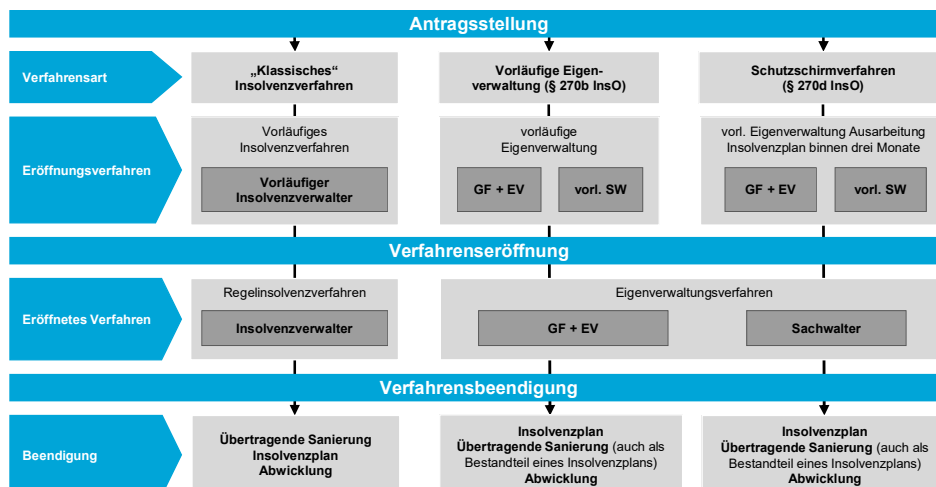 Antragsstellung
Verfahrensart
„Klassisches“
Insolvenzverfahren
Vorläufige Eigen-
verwaltung (§ 270b InsO)
Schutzschirmverfahren
(§ 270d InsO)
Eröffnungsverfahren
Vorläufiges
Insolvenzverfahren
Vorläufiger
Insolvenzverwalter
vorläufige
Eigenverwaltung
GF + EV
vorl. SW
vorl. Eigenverwaltung Ausarbeitung
Insolvenzplan binnen drei Monate
GF + EV
vorl. SW
Verfahrenseröffnung
Eröffnetes Verfahren
Regelinsolvenzverfahren
Insolvenzverwalter
Eigenverwaltungsverfahren
GF + EV
Sachwalter
Verfahrensbeendigung
Beendigung
Übertragende Sanierung
Insolvenzplan
Abwicklung
Insolvenzplan
Übertragende Sanierung (auch als
Bestandteil eines Insolvenzplans)
Abwicklung
Insolvenzplan
Übertragende Sanierung (auch als
Bestandteil eines Insolvenzplans)
Abwicklung